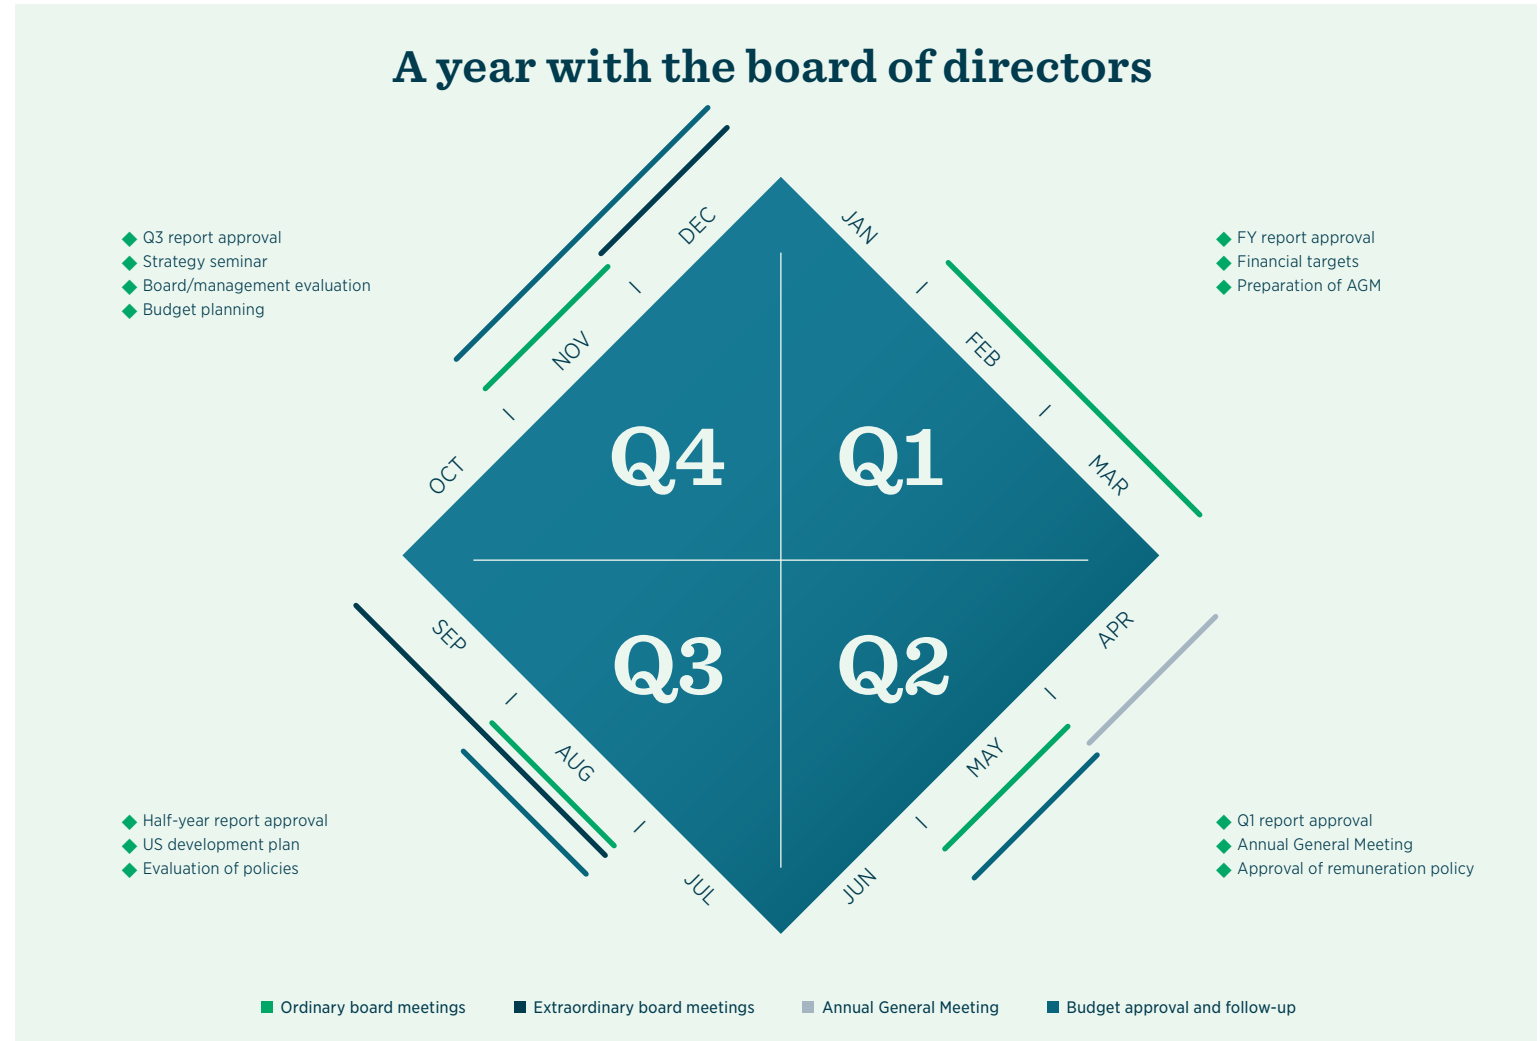 A year with the board of directors
Q3 report approval
Strategy seminar
Board/management evaluation
Budget planning
FY report approval
Financial targets
Preparation of AGM
DEC
JAN
NOV
FEB
OCT
MAR
Q4
Q1
Q3
Q2
SEP
APR
AUG
MAY
JUL
JUN
Half-year report approval
US development plan
Evaluation of policies
Q1 report approval
Annual General Meeting
Approval of remuneration policy
Ordinary board meetings
Extraordinary board meetings
Annual General Meeting
Budget approval and follow-up